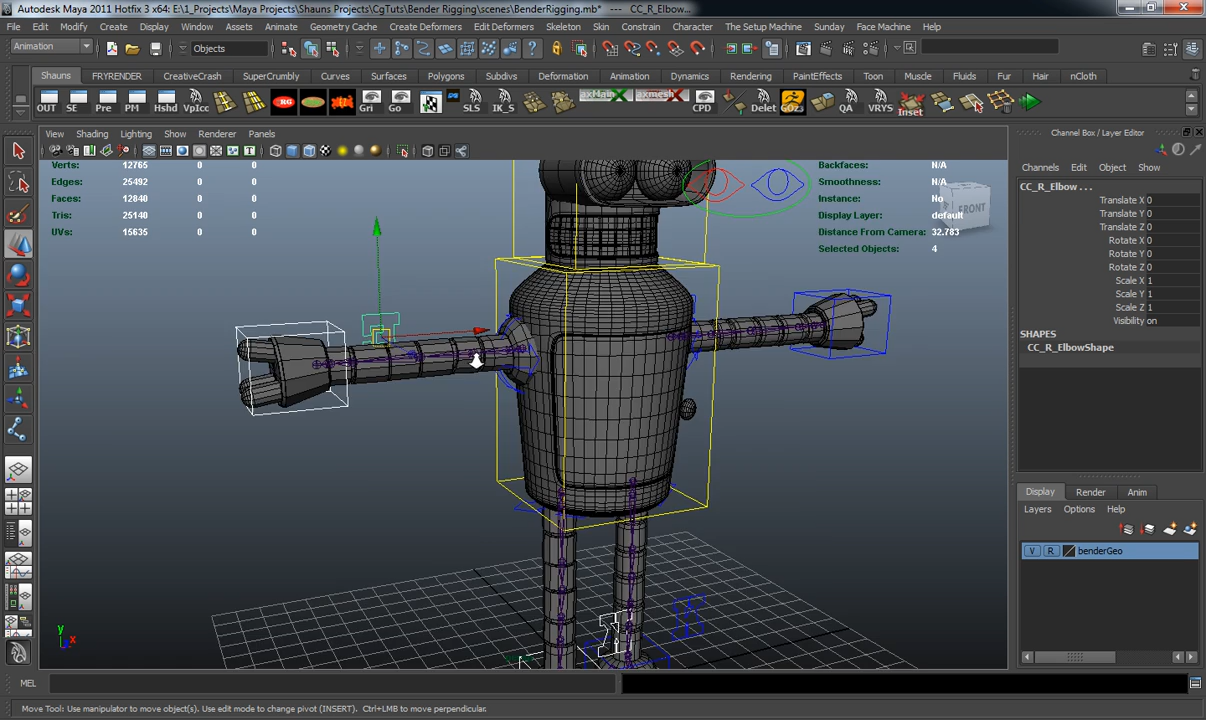 Autodesk Maya 2011 Hotfix 3 x64: E:\1_Projects\Maya Projects\Shauns Projects\CgTuts\Bender Rigging\scenes\BenderRigging.mb* --- CC_R_Elbow...
File Edit Modify Create Display Window Assets Animate Geometry Cache Create Deformers Edit Deformers Skeleton Skin Constrain Character The Setup Machine Sunday Face Machine Help
Animation Objects
Shauns FRYRENDER CreativeCrash SuperCrumbly Curves Surfaces Polygons Subdivs Deformation Animation Dynamics Rendering PaintEffects Toon Muscle Fluids Fur Hair nCloth
OUT SE Pre PM Hshd VpIcc RG Gri Go SLS IK_S axMain axmesh CPD Delet GOZ3 QA VRYS Inset
View Shading Lighting Show Renderer Panels
Verts: 12765 0 0
Edges: 25492 0 0
Faces: 12840 0 0
Tris: 25140 0 0
UVs: 15635 0 0
Backfaces: N/A
Smoothness: N/A
Instance: No
Display Layer: default
Distance From Camera: 32.783
Selected Objects: 4
FRONT
y
x
Channel Box / Layer Editor
Channels Edit Object Show
CC_R_Elbow . . .
Translate X 0
Translate Y 0
Translate Z 0
Rotate X 0
Rotate Y 0
Rotate Z 0
Scale X 1
Scale Y 1
Scale Z 1
Visibility on
SHAPES
CC_R_ElbowShape
Display Render Anim
Layers Options Help
V R benderGeo
MEL
Move Tool: Use manipulator to move object(s). Use edit mode to change pivot (INSERT). Ctrl+LMB to move perpendicular.